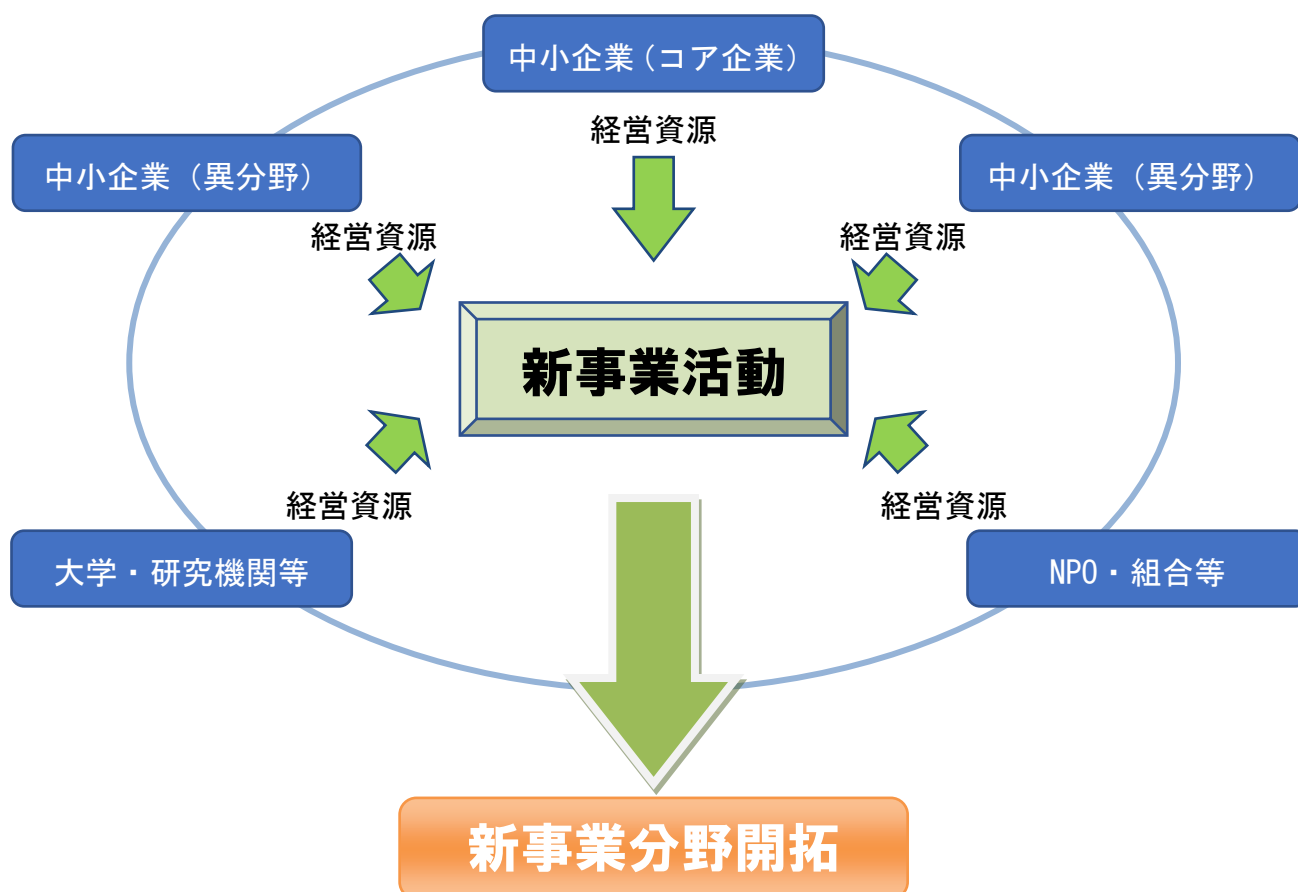 中小企業(コア企業)
経営資源
中小企業（異分野）
中小企業（異分野）
経営資源
経営資源
新事業活動
経営資源
経営資源
大学・研究機関等
NPO・組合等
新事業分野開拓